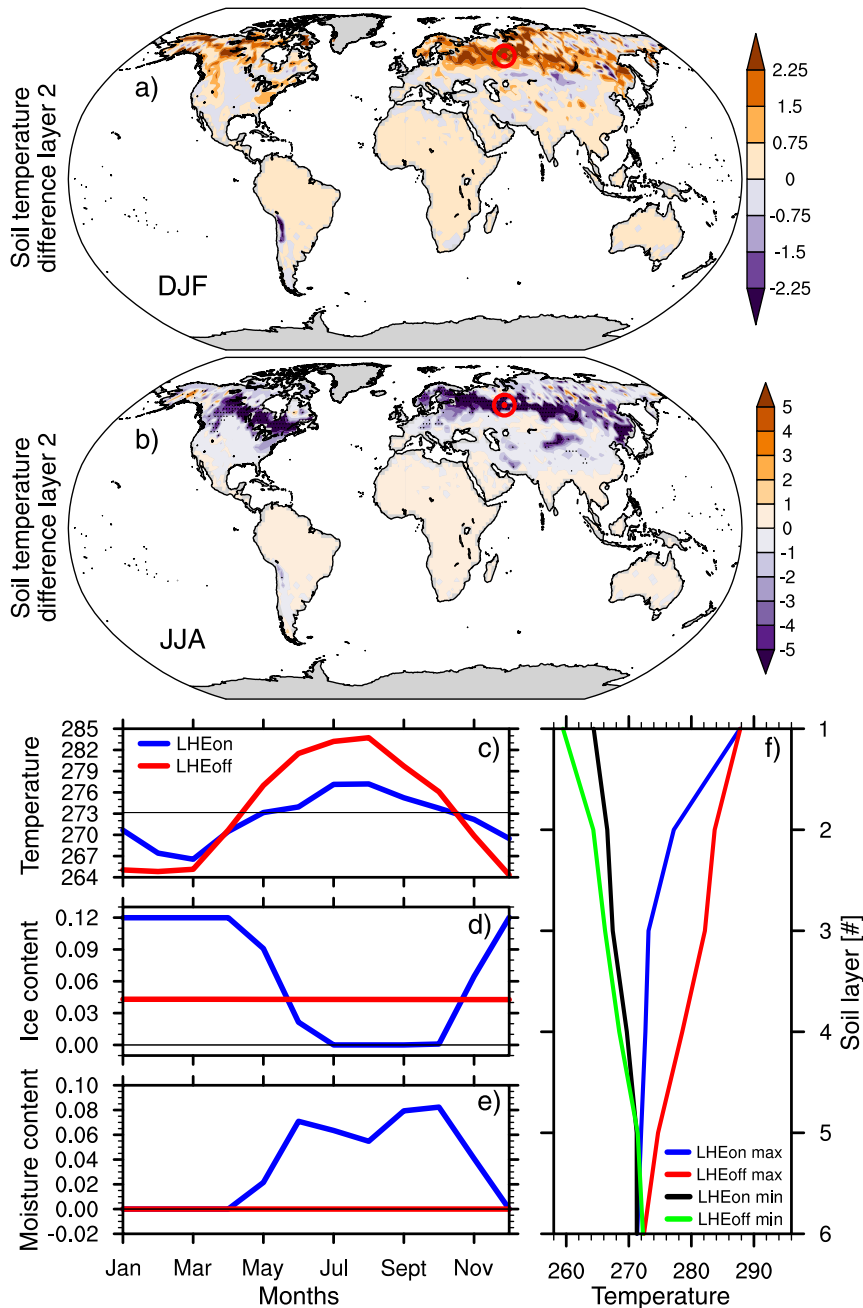 Soil temperature
difference layer 2
a)
DJF
2.25
1.5
0.75
0
-0.75
-1.5
-2.25
Soil temperature
difference layer 2
b)
JJA
5
4
3
2
1
0
-1
-2
-3
-4
-5
Temperature
285
282
279
276
273
270
267
264
LHEon
LHEoff
c)
Ice content
0.12
0.09
0.06
0.03
0.00
d)
Moisture content
0.10
0.08
0.06
0.04
0.02
0.00
-0.02
e)
Jan Mar May Jul Sept Nov
Months
f)
1
2
3
4
5
6
Soil layer [#]
LHEon max
LHEoff max
LHEon min
LHEoff min
260 270 280 290
Temperature